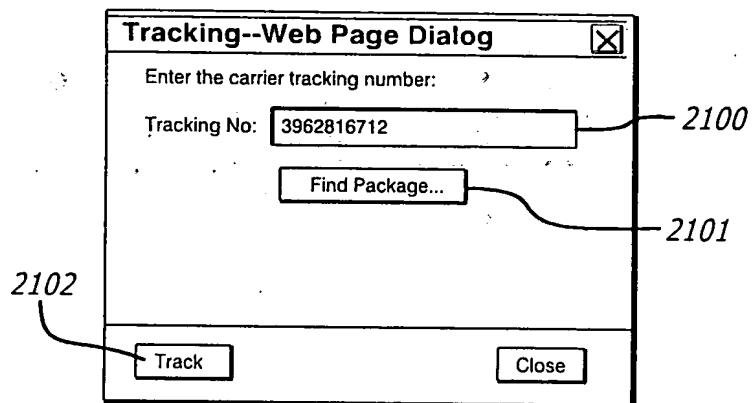 Tracking--Web Page Dialog
Enter the carrier tracking number:
Tracking No: 3962816712
2100
Find Package...
2101
2102
Track
Close